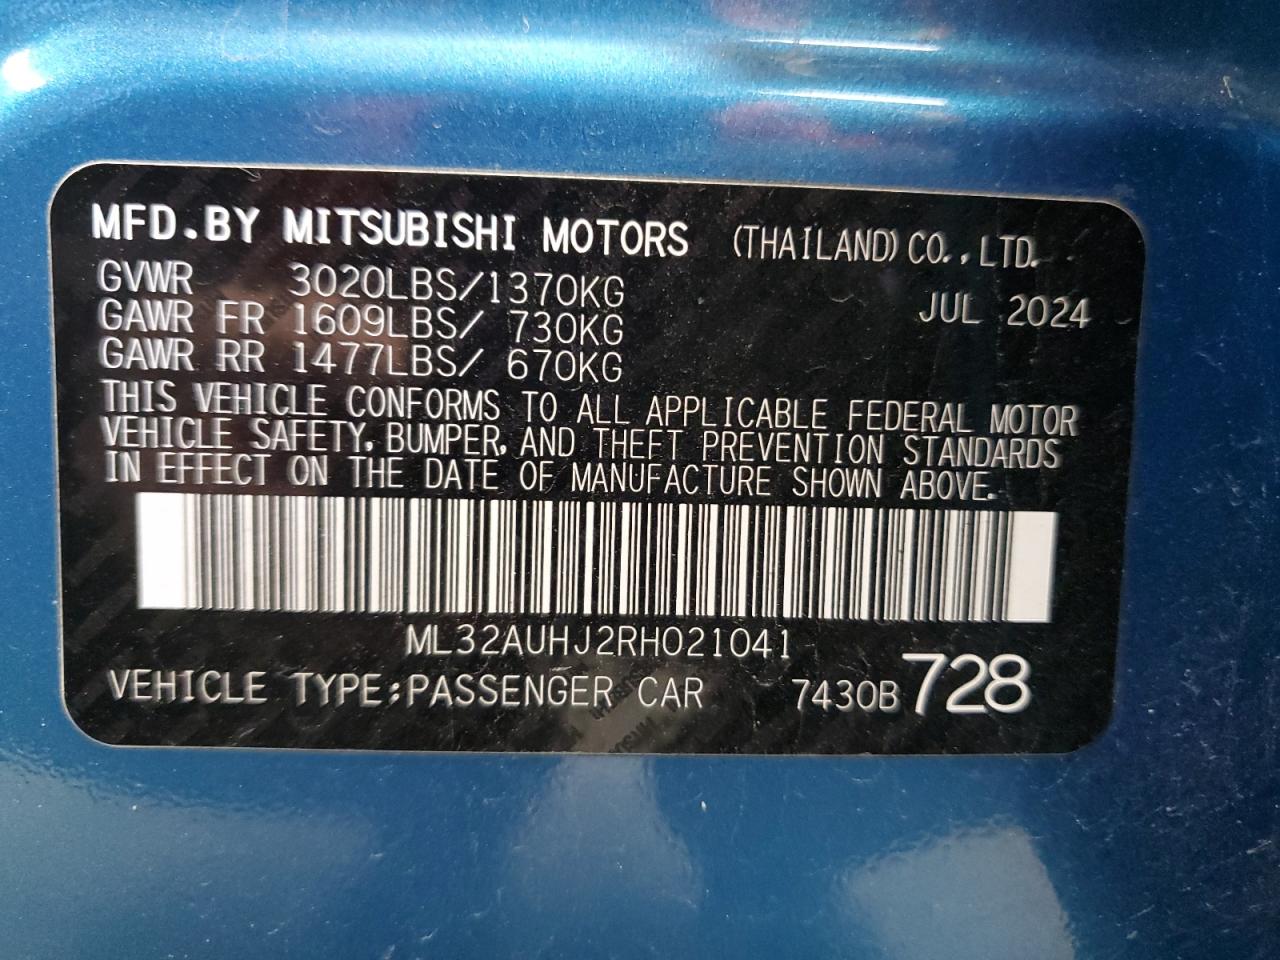 MFD.BY MITSUBISHI MOTORS (THAILAND) CO.,LTD.
GVWR 3020LBS/1370KG
JUL 2024
GAWR FR 1609LBS/ 730KG
GAWR RR 1477LBS/ 670KG
THIS VEHICLE CONFORMS TO ALL APPLICABLE FEDERAL MOTOR
VEHICLE SAFETY, BUMPER, AND THEFT PREVENTION STANDARDS
IN EFFECT ON THE DATE OF MANUFACTURE SHOWN ABOVE.
ML32AUHJ2RH021041
VEHICLE TYPE:PASSENGER CAR 7430B 728